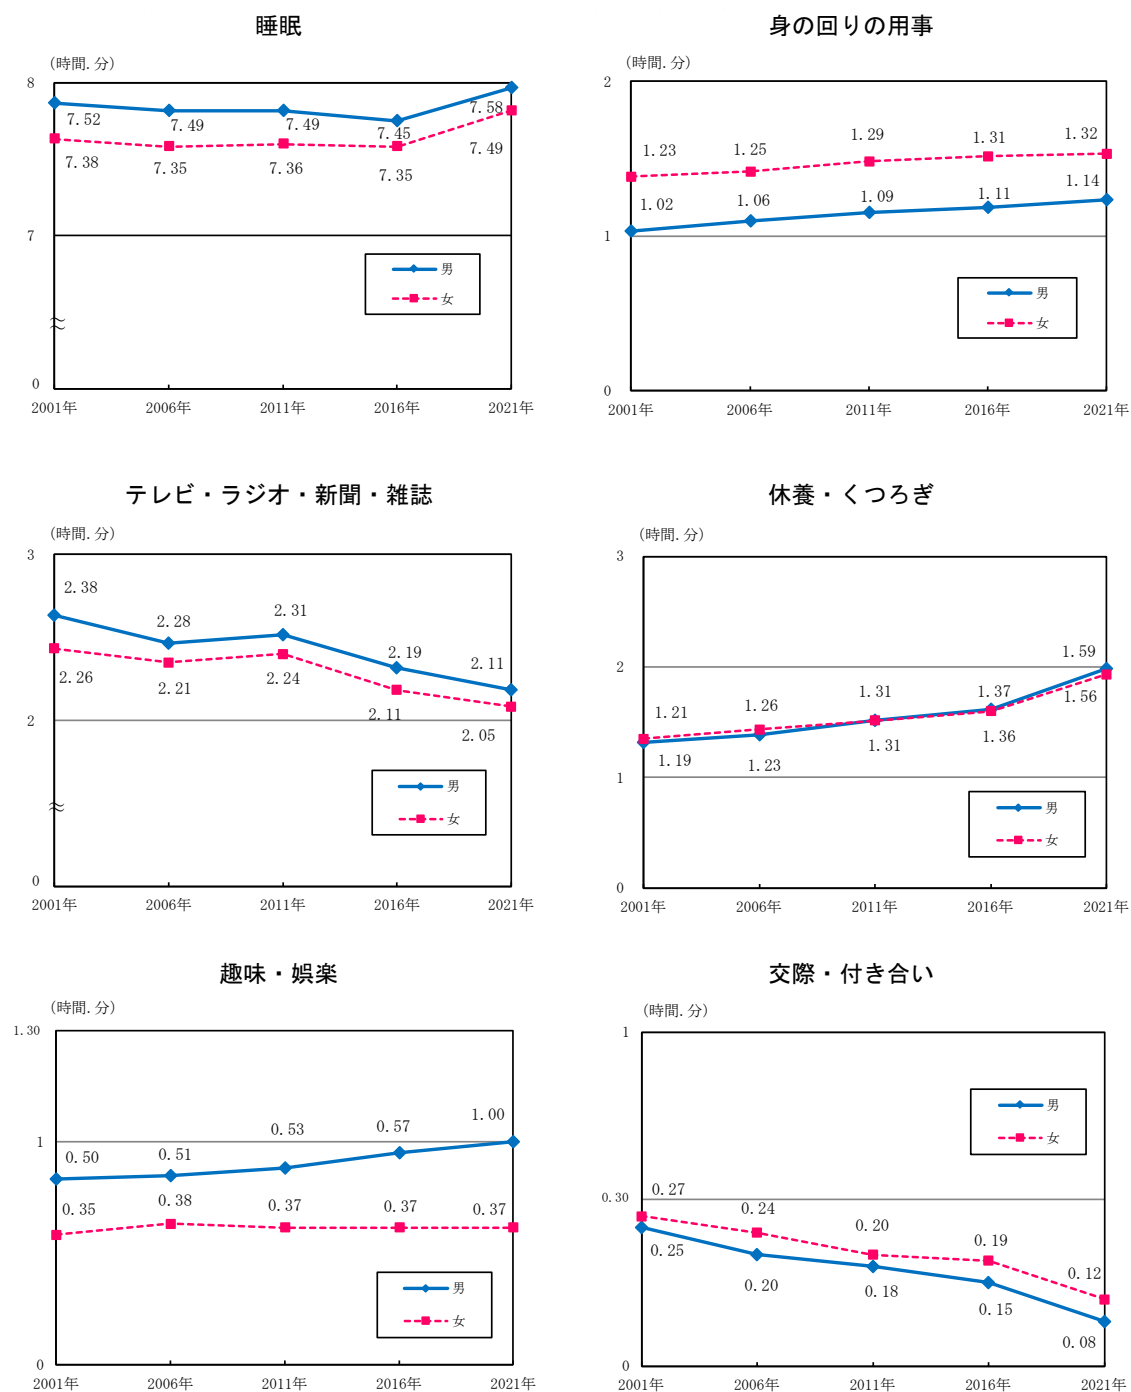 睡眠
(時間.分)
8
7
0
7.52
7.49
7.49
7.45
7.58
7.38
7.35
7.36
7.35
7.49
男
女
2001年 2006年 2011年 2016年 2021年
身の回りの用事
(時間.分)
2
1
0
1.23
1.25
1.29
1.31
1.32
1.02
1.06
1.09
1.11
1.14
男
女
2001年 2006年 2011年 2016年 2021年
テレビ・ラジオ・新聞・雑誌
(時間.分)
3
2
0
2.38
2.28
2.31
2.19
2.11
2.26
2.21
2.24
2.11
2.05
男
女
2001年 2006年 2011年 2016年 2021年
休養・くつろぎ
(時間.分)
3
2
1
0
1.21
1.26
1.31
1.37
1.59
1.19
1.23
1.31
1.36
1.56
男
女
2001年 2006年 2011年 2016年 2021年
趣味・娯楽
(時間.分)
1.30
1
0
0.50
0.51
0.53
0.57
1.00
0.35
0.38
0.37
0.37
0.37
男
女
2001年 2006年 2011年 2016年 2021年
交際・付き合い
(時間.分)
1
0.30
0
0.27
0.24
0.20
0.19
0.12
0.25
0.20
0.18
0.15
0.08
男
女
2001年 2006年 2011年 2016年 2021年